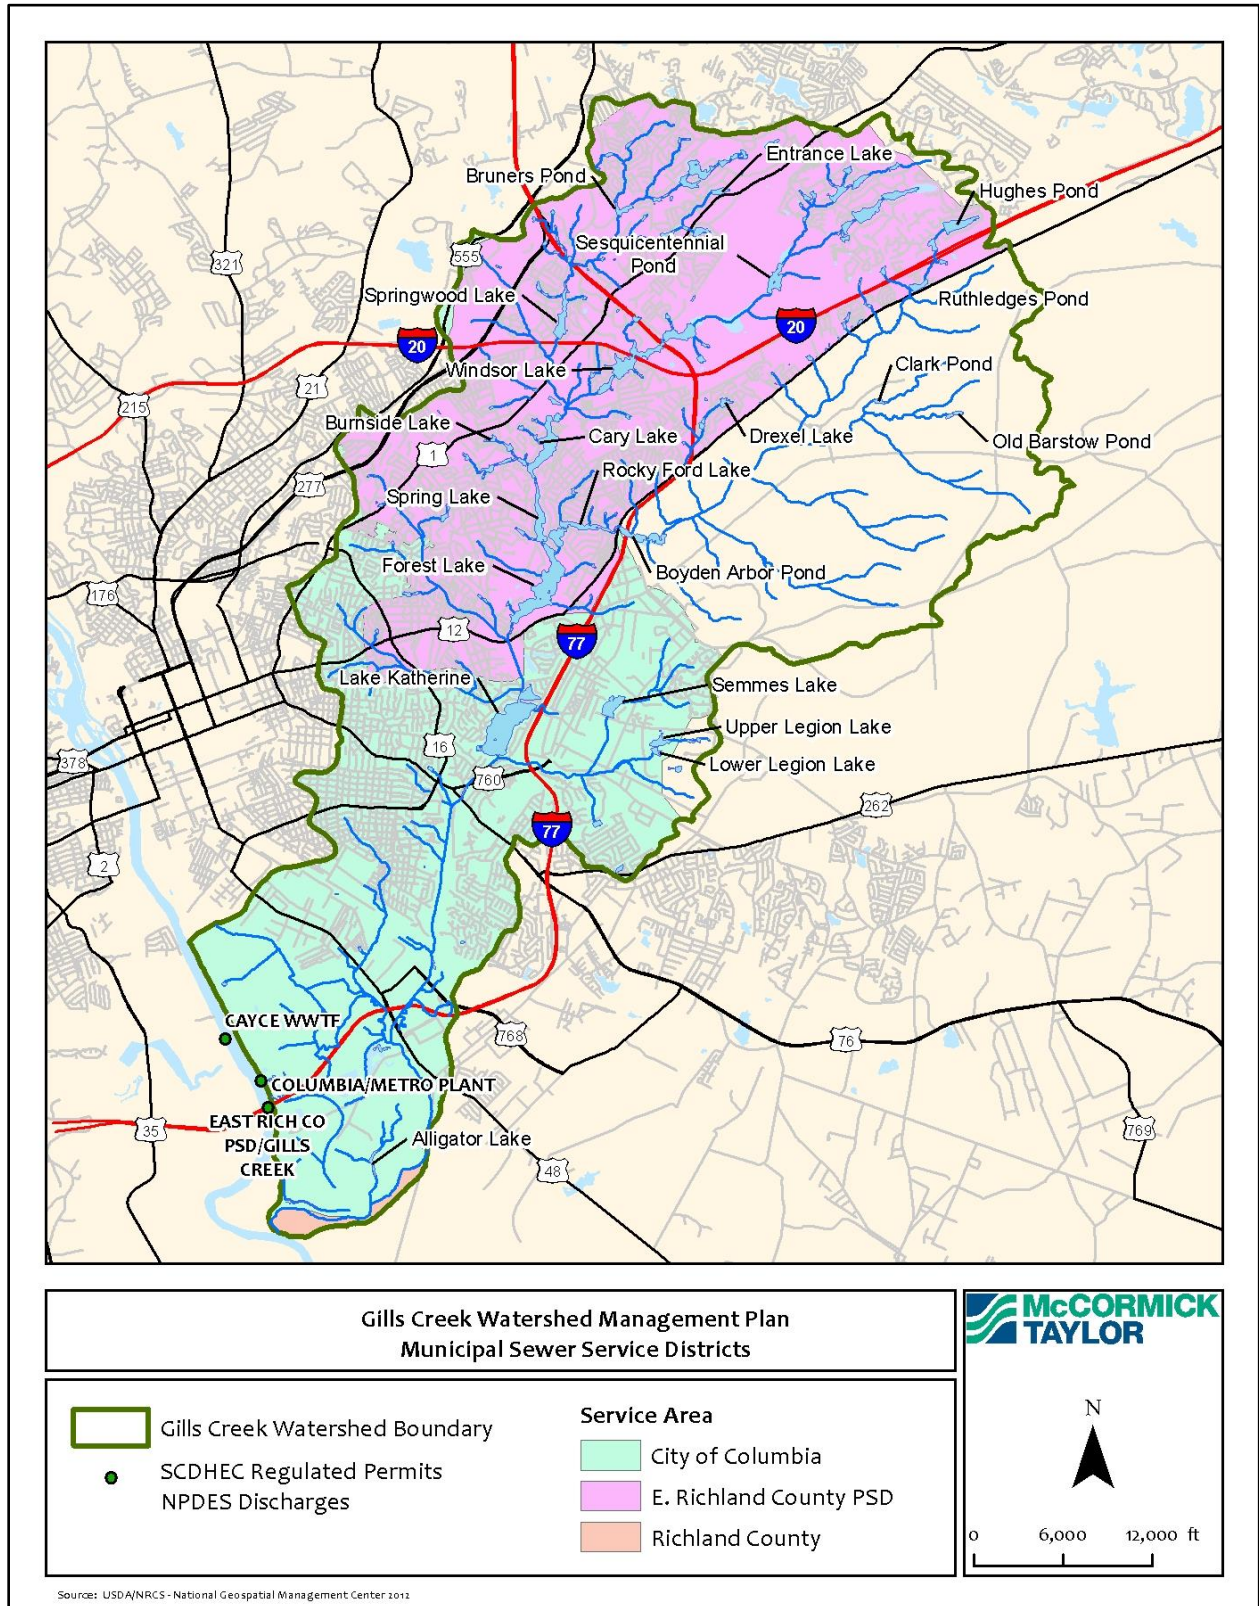 Entrance Lake
Bruners Pond
Hughes Pond
Sesquicentennial
Pond
555
321
Springwood Lake
Ruthledges Pond
20
20
Windsor Lake
Clark Pond
21
215
Burnside Lake
Cary Lake
Drexel Lake
Old Barstow Pond
1
Rocky Ford Lake
277
Spring Lake
Forest Lake
Boyden Arbor Pond
176
12
77
Lake Katherine
Semmes Lake
Upper Legion Lake
16
378
760
Lower Legion Lake
262
77
2
CAYCE WWTF
768
76
COLUMBIA/METRO PLANT
EAST RICH CO
PSD/GILLS
CREEK
35
Alligator Lake
769
48
Gills Creek Watershed Management Plan
Municipal Sewer Service Districts
McCORMICK
TAYLOR
Gills Creek Watershed Boundary
SCDHEC Regulated Permits
NPDES Discharges
Service Area
City of Columbia
E. Richland County PSD
Richland County
N
0 6,000 12,000 ft
Source: USDA/NRCS - National Geospatial Management Center 2012